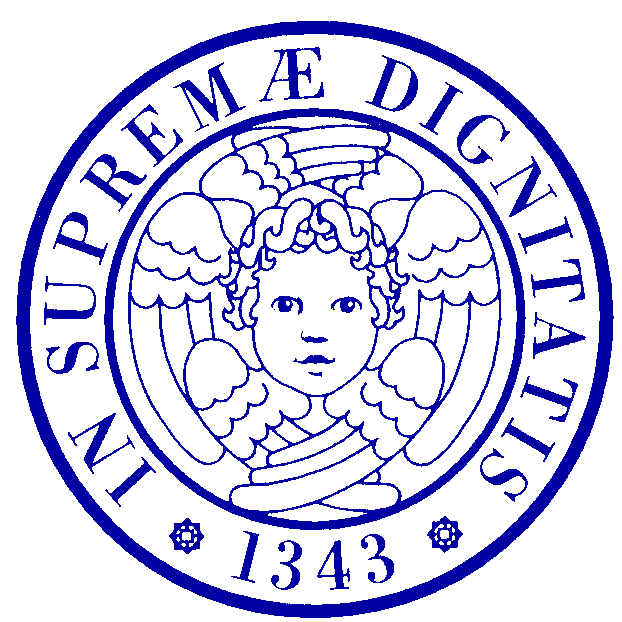 IN SUPREMÆ DIGNITATIS
1343